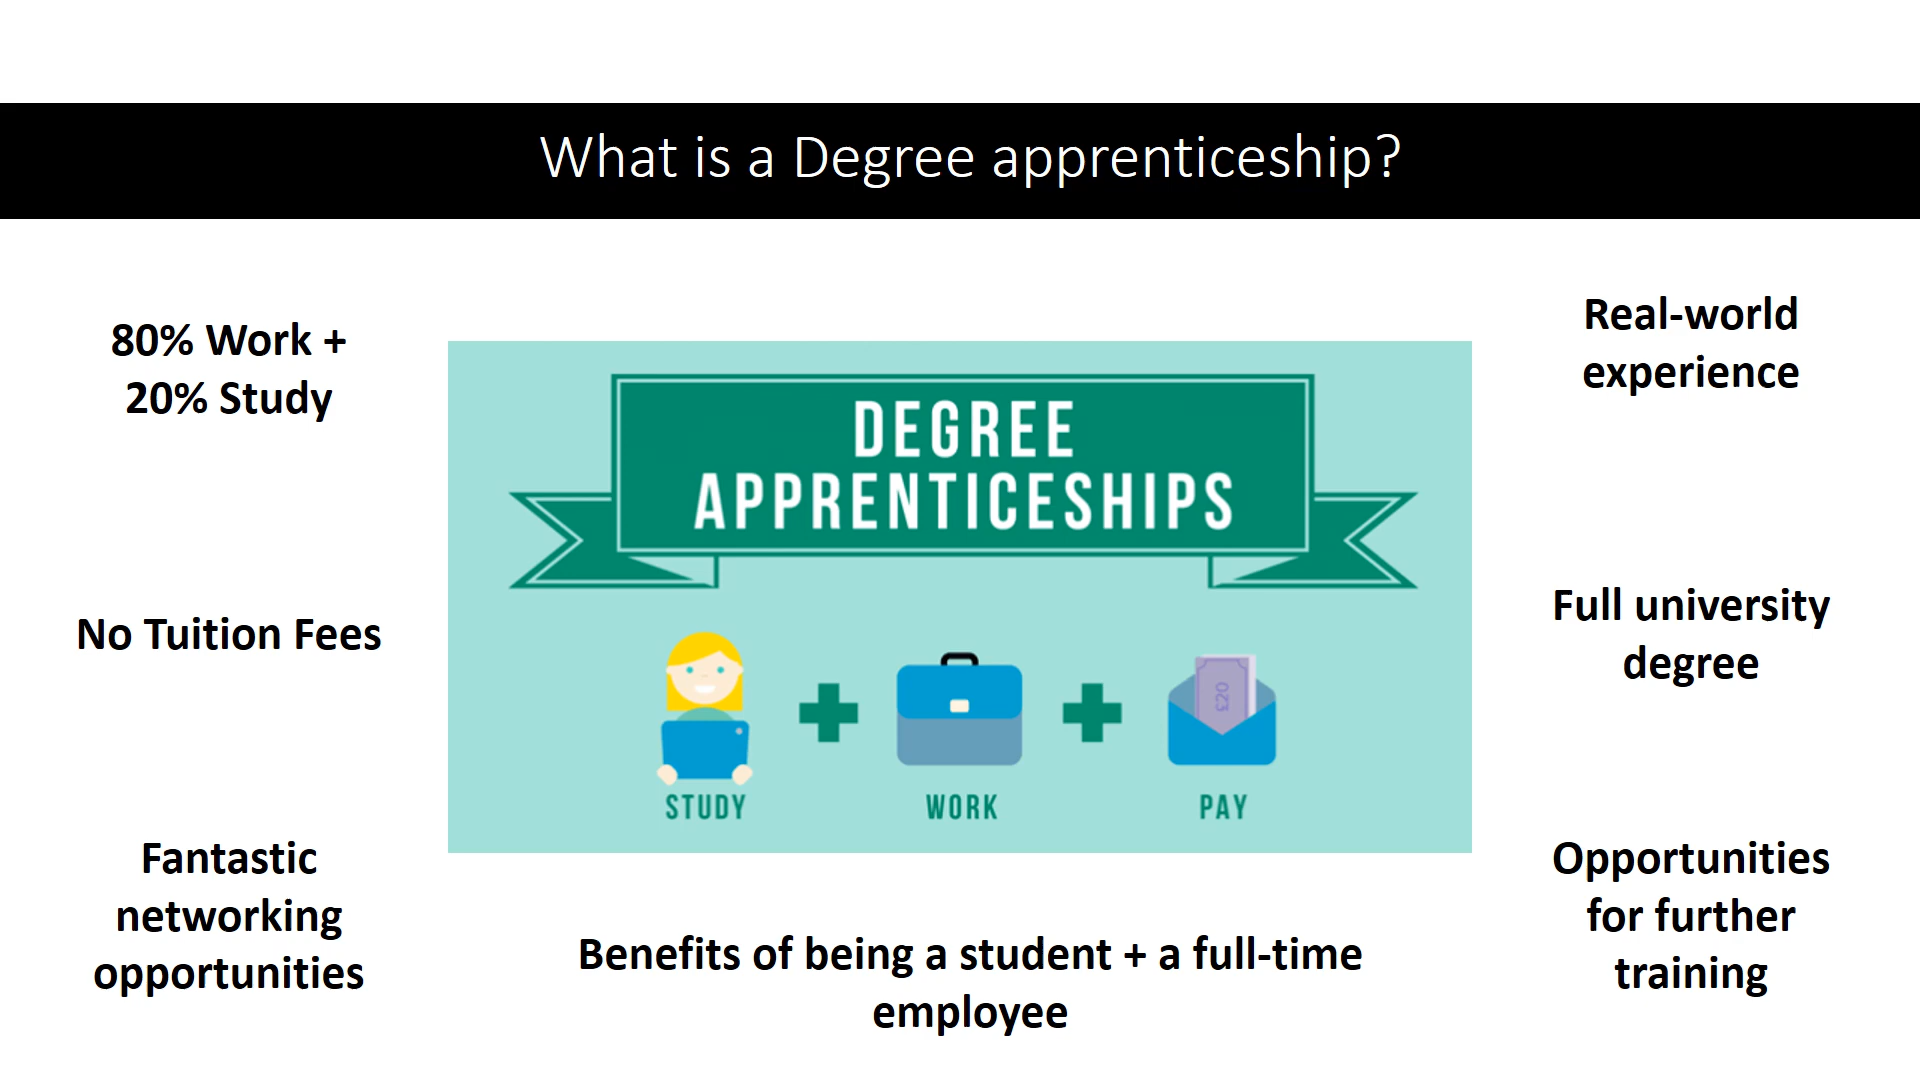 What is a Degree apprenticeship?
80% Work +
20% Study
No Tuition Fees
Fantastic
networking
opportunities
DEGREE
APPRENTICESHIPS
£20
STUDY
WORK
PAY
Benefits of being a student + a full-time
employee
Real-world
experience
Full university
degree
Opportunities
for further
training